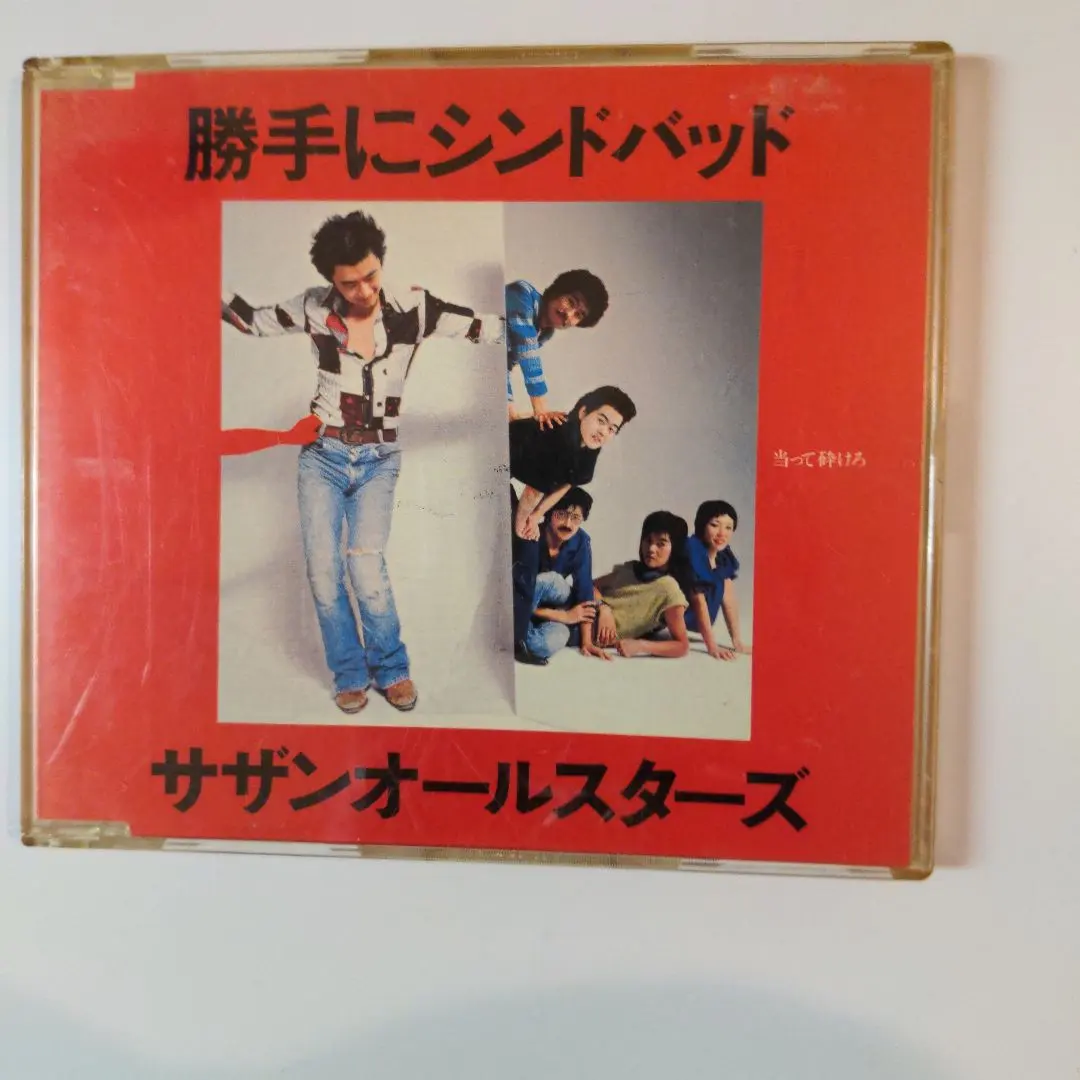 勝手にシンドバッド
当って砕けろ
サザンオールスターズ